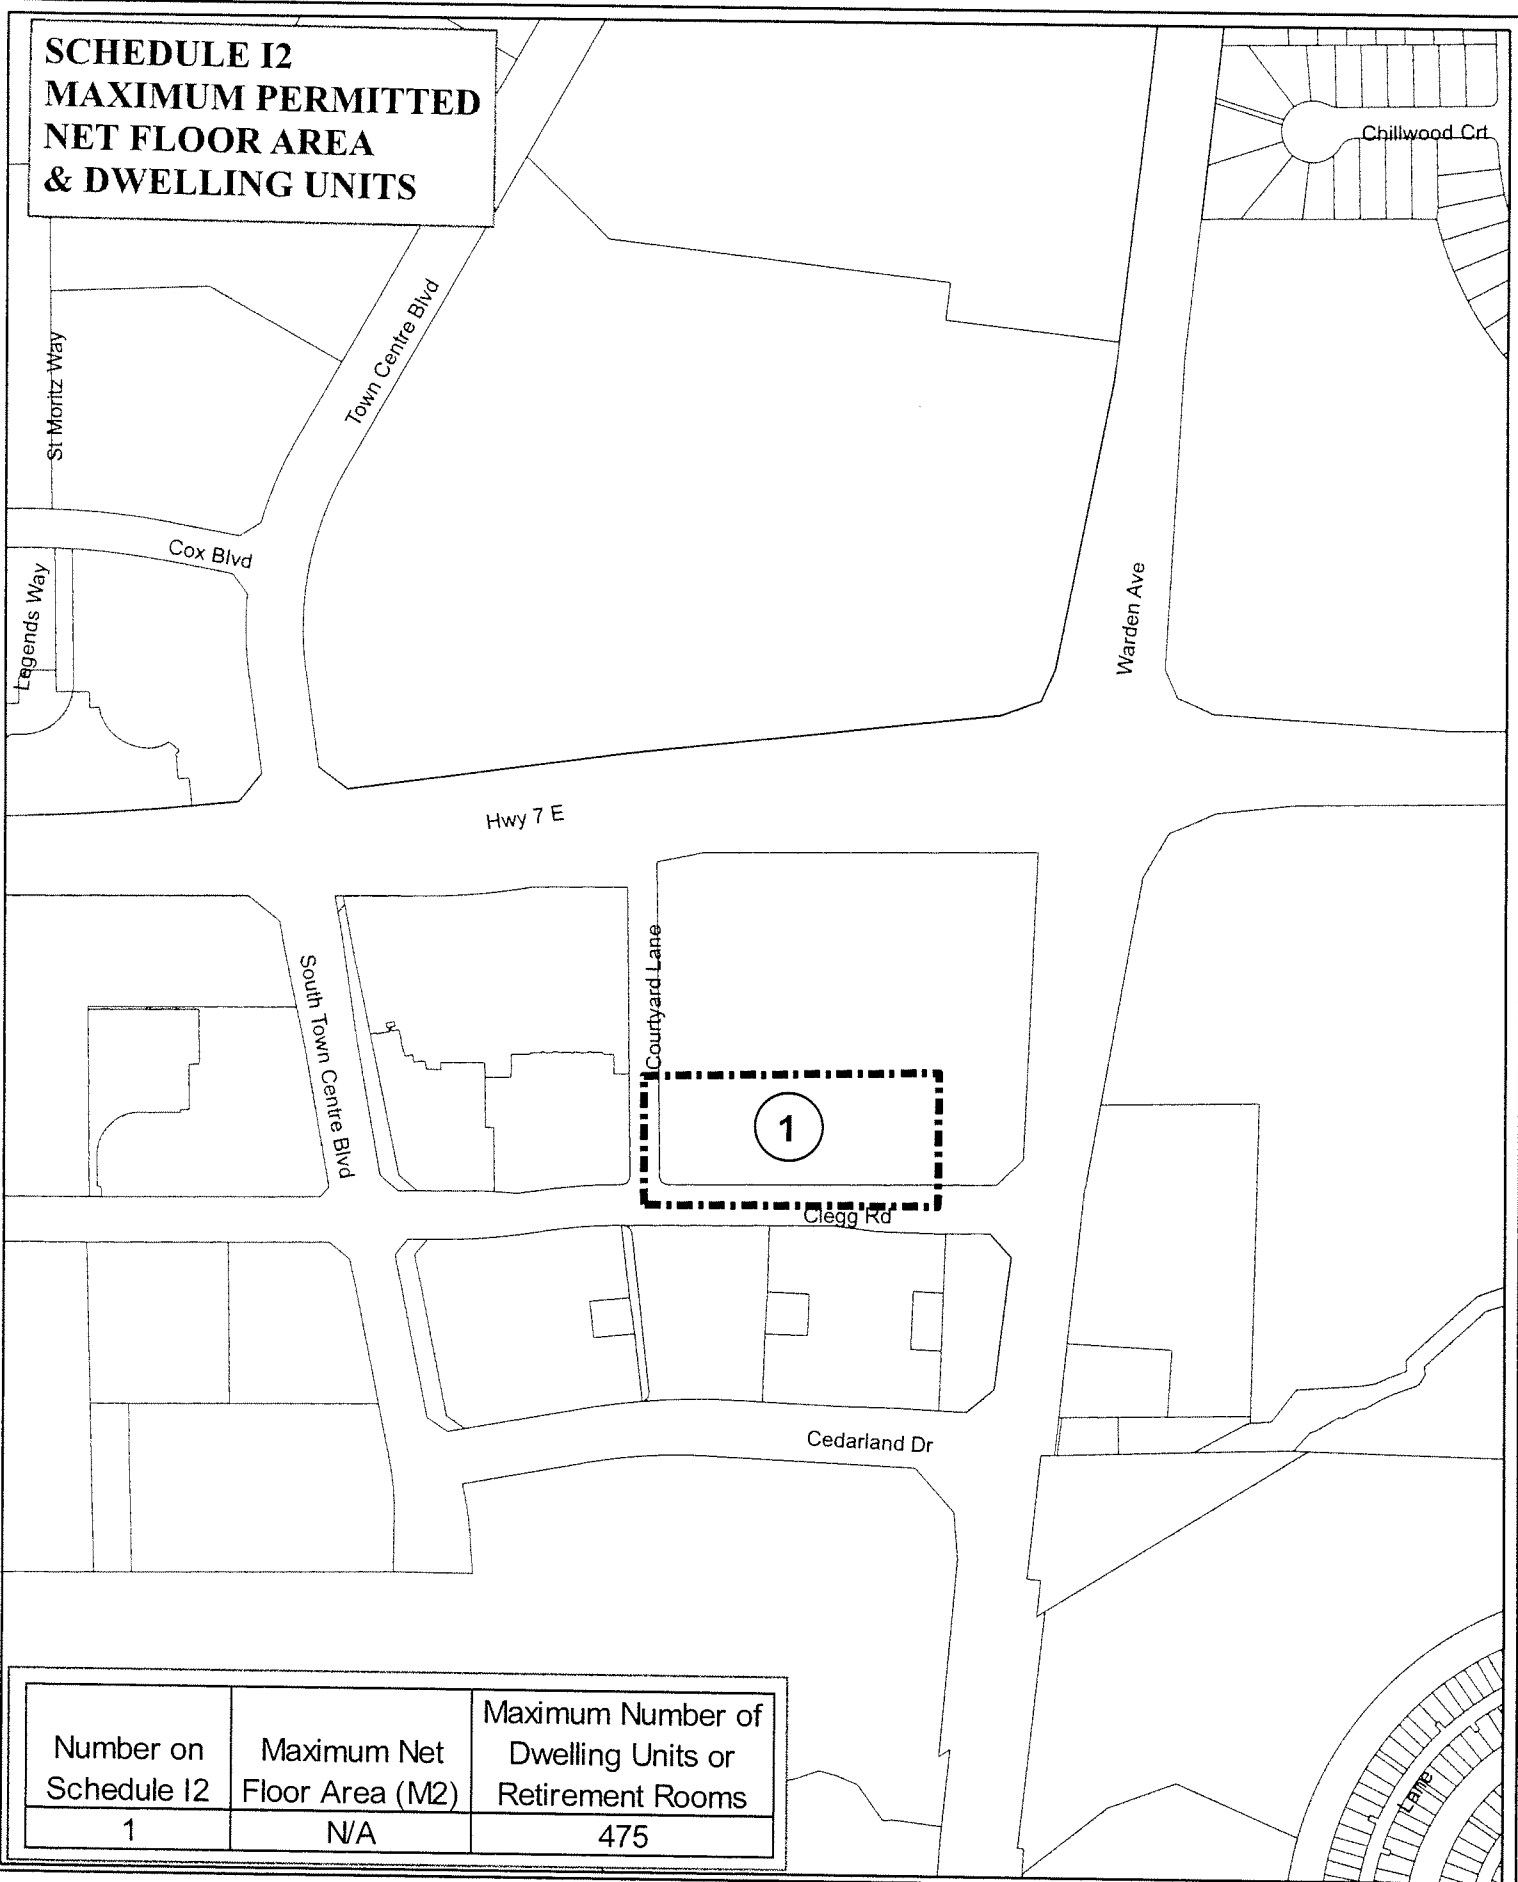 SCHEDULE I2
MAXIMUM PERMITTED
NET FLOOR AREA
& DWELLING UNITS
Chillwood Crt
Town Centre Blvd
St Moritz Way
Cox Blvd
Legends Way
Warden Ave
Hwy 7 E
Courtyard Lane
South Town Centre Blvd
1
Clegg Rd
Cedarland Dr
Lane
Number on
Schedule I2
Maximum Net
Floor Area (M2)
Maximum Number of
Dwelling Units or
Retirement Rooms
1
N/A
475